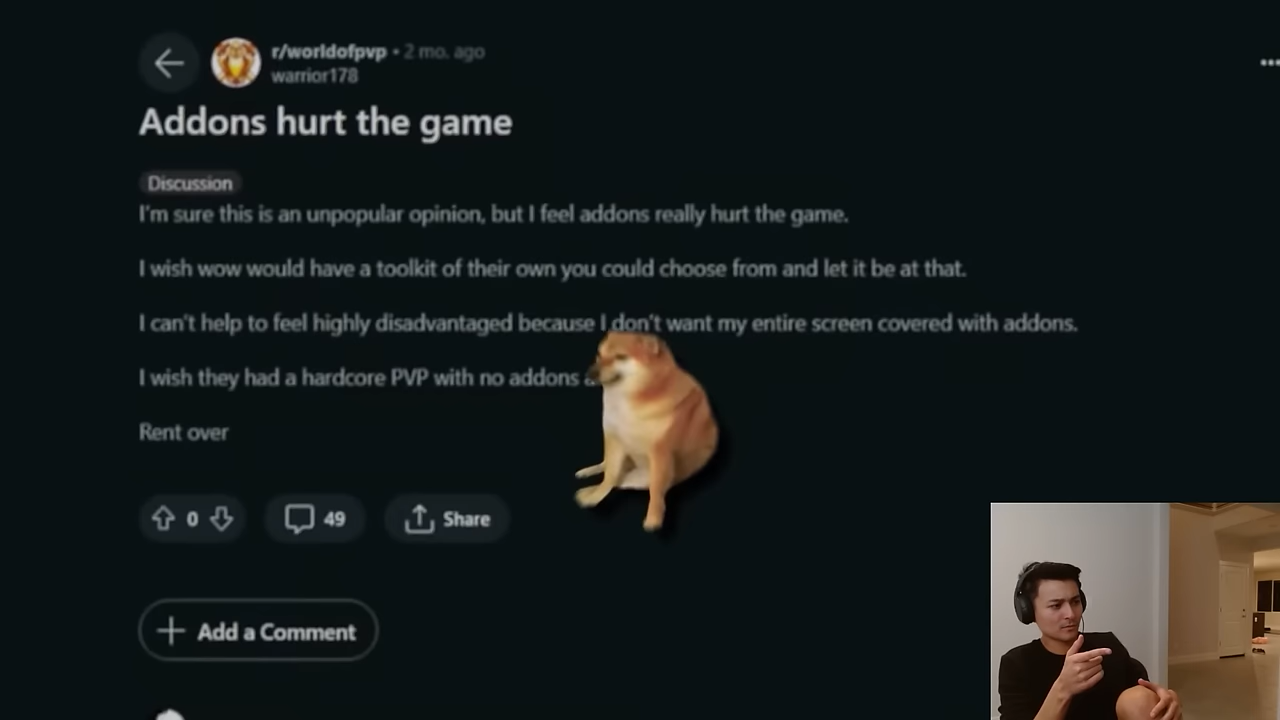 r/worldofpvp • 2 mo. ago
warrior178
Addons hurt the game
Discussion
I'm sure this is an unpopular opinion, but I feel addons really hurt the game.
I wish wow would have a toolkit of their own you could choose from and let it be at that.
I can't help to feel highly disadvantaged because I don't want my entire screen covered with addons.
I wish they had a hardcore PVP with no addons
Rent over
0
49
Share
Add a Comment